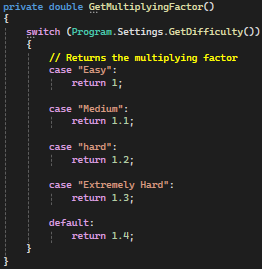 private double GetMultiplyingFactor()
{
    switch (Program.Settings.GetDifficulty())
    {
        // Returns the multiplying factor
        case "Easy":
            return 1;

        case "Medium":
            return 1.1;

        case "hard":
            return 1.2;

        case "Extremely Hard":
            return 1.3;

        default:
            return 1.4;
    }
}